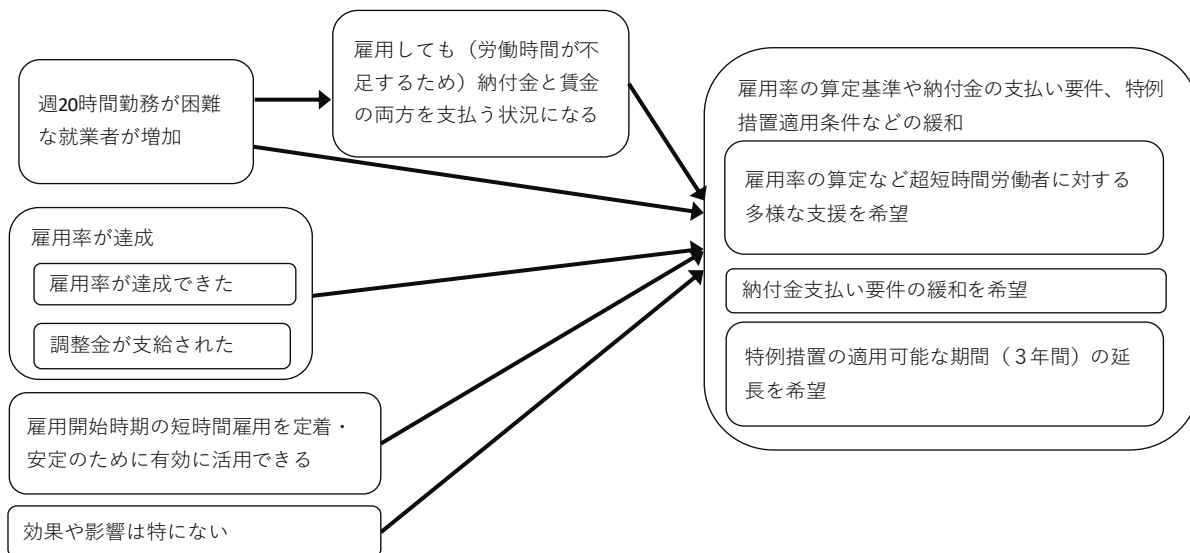 週20時間勤務が困難
な就業者が増加
雇用しても（労働時間が不
足するため）納付金と賃金
の両方を支払う状況になる
雇用率が達成
雇用率が達成できた
調整金が支給された
雇用開始時期の短時間雇用を定着・
安定のために有効に活用できる
効果や影響は特にない
雇用率の算定基準や納付金の支払い要件、特例
措置適用条件などの緩和
雇用率の算定など超短時間労働者に対する
多様な支援を希望
納付金支払い要件の緩和を希望
特例措置の適用可能な期間（３年間）の延
長を希望